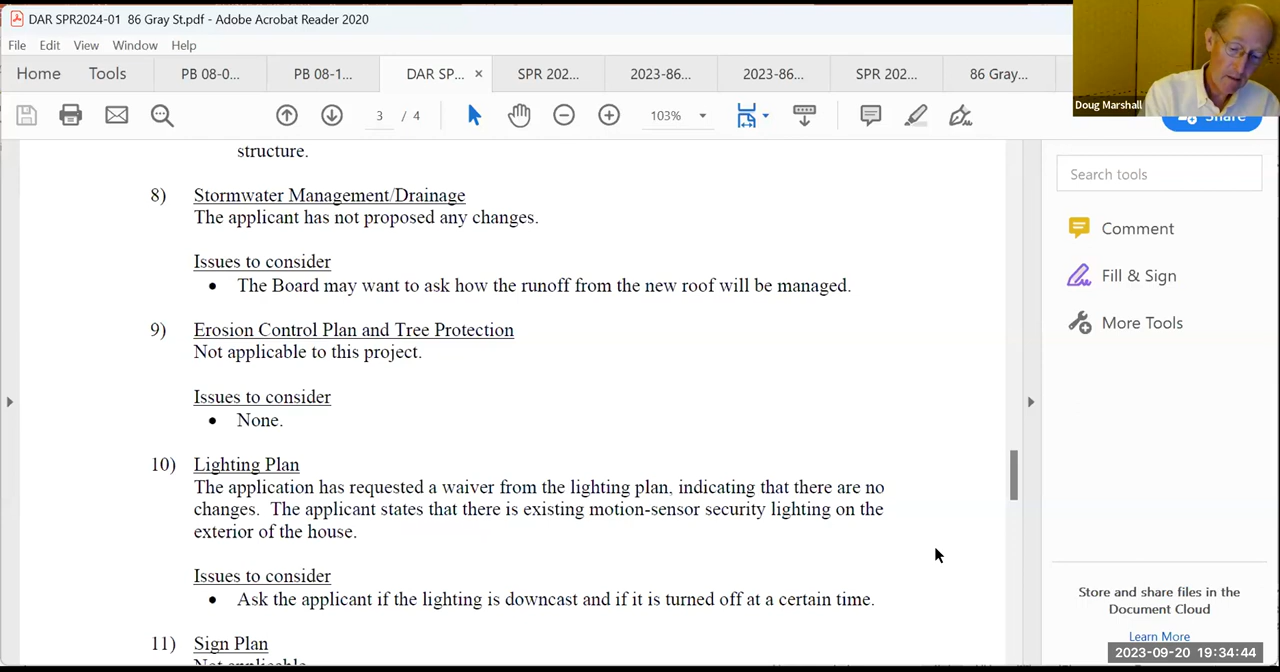 DAR SPR2024-01 86 Gray St.pdf - Adobe Acrobat Reader 2020
File Edit View Window Help
Home Tools PB 08-0... PB 08-1... DAR SP... × SPR 202... 2023-86... 2023-86... SPR 202... 86 Gray...
Doug Marshall
3 / 4 103% Share
structure.
8) Stormwater Management/Drainage
The applicant has not proposed any changes.
Issues to consider
• The Board may want to ask how the runoff from the new roof will be managed.
9) Erosion Control Plan and Tree Protection
Not applicable to this project.
Issues to consider
• None.
10) Lighting Plan
The application has requested a waiver from the lighting plan, indicating that there are no
changes. The applicant states that there is existing motion-sensor security lighting on the
exterior of the house.
Issues to consider
• Ask the applicant if the lighting is downcast and if it is turned off at a certain time.
11) Sign Plan
Not applicable
Search tools
Comment
Fill & Sign
More Tools
Store and share files in the
Document Cloud
Learn More
2023-09-20 19:34:44